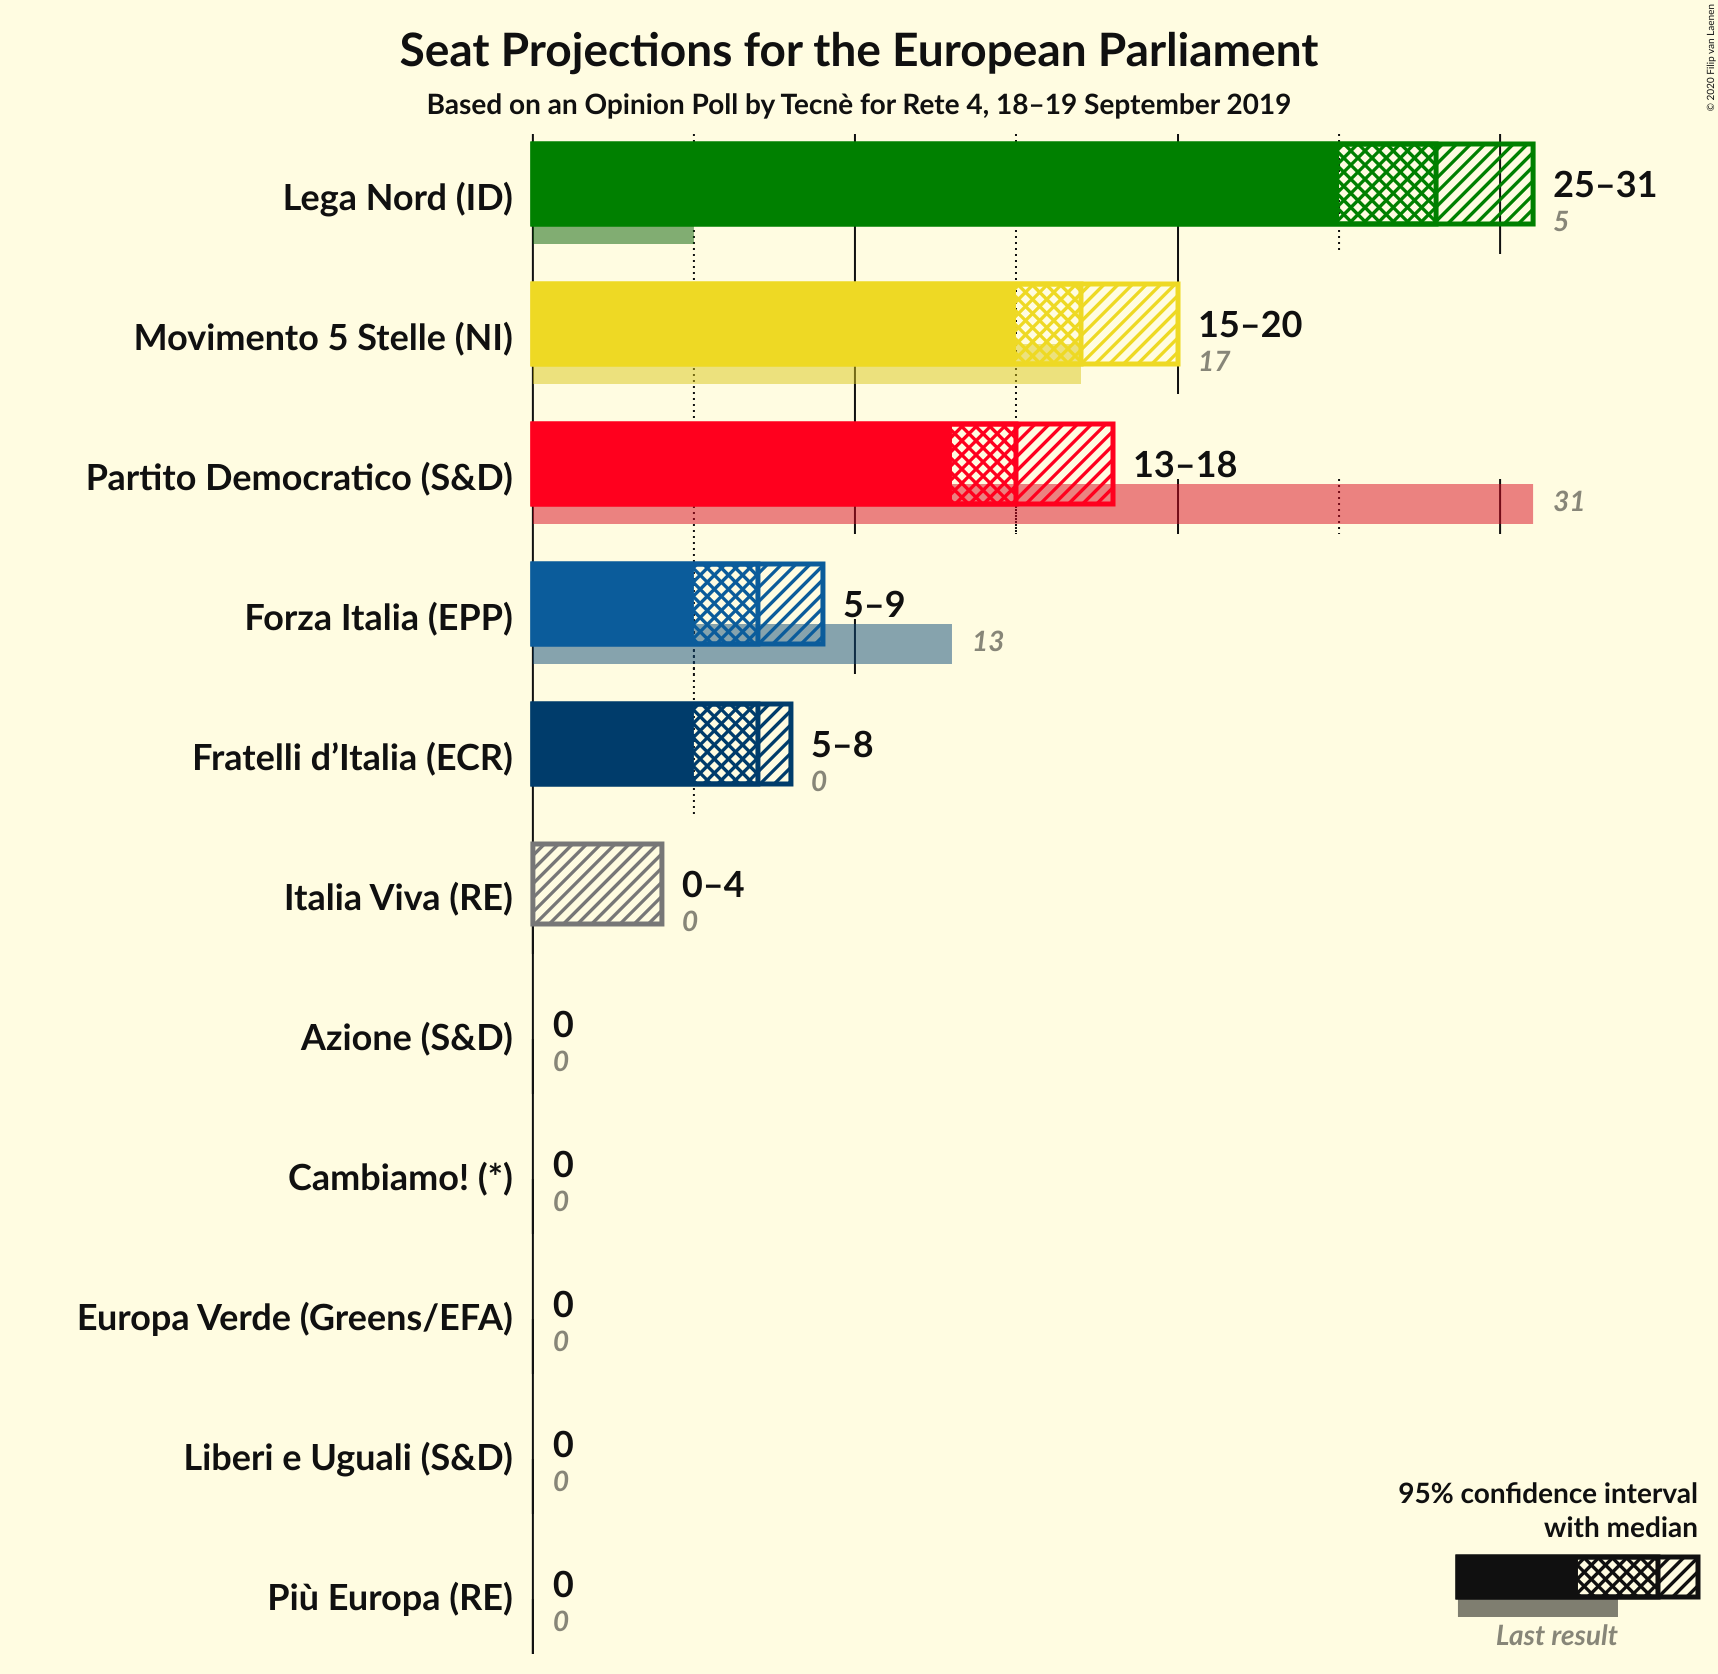 Seat Projections for the European Parliament
Based on an Opinion Poll by Tecnè for Rete 4, 18–19 September 2019
© 2020 Filip van Laenen
Lega Nord (ID)
25–31
5
Movimento 5 Stelle (NI)
15–20
17
Partito Democratico (S&D)
13–18
31
Forza Italia (EPP)
5–9
13
Fratelli d’Italia (ECR)
5–8
0
Italia Viva (RE)
0–4
0
Azione (S&D)
0
0
Cambiamo! (*)
0
0
Europa Verde (Greens/EFA)
0
0
Liberi e Uguali (S&D)
0
0
Più Europa (RE)
0
0
95% confidence interval
with median
Last result